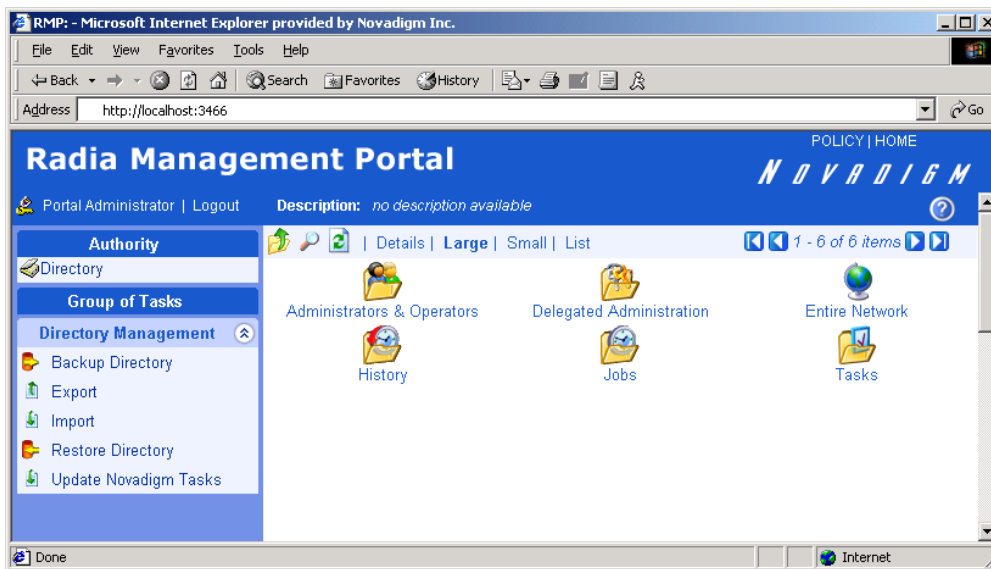 RMP: - Microsoft Internet Explorer provided by Novadigm Inc.
File Edit View Favorites Tools Help
Back Search Favorites History
Address http://localhost:3466 Go
Radia Management Portal
POLICY | HOME
NOVADIGM
Portal Administrator | Logout Description: no description available
Authority | Details | Large | Small | List 1 - 6 of 6 items
Directory
Administrators & Operators Delegated Administration Entire Network
Group of Tasks
Directory Management
Backup Directory
History Jobs Tasks
Export
Import
Restore Directory
Update Novadigm Tasks
Done Internet